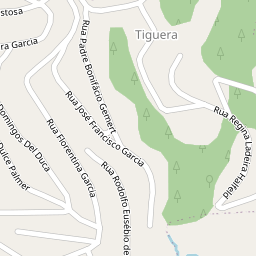 stosa
Tiguera
ra Garcia
Rua Padre Bonifácio Gemert
Rua José Francisco Garcia
Rua Regina Ladeira Halfeld
Rua Florentina Garcia
Domingos Del Duca
Dulce Palmer
Rua Rodolfo Eusébio de